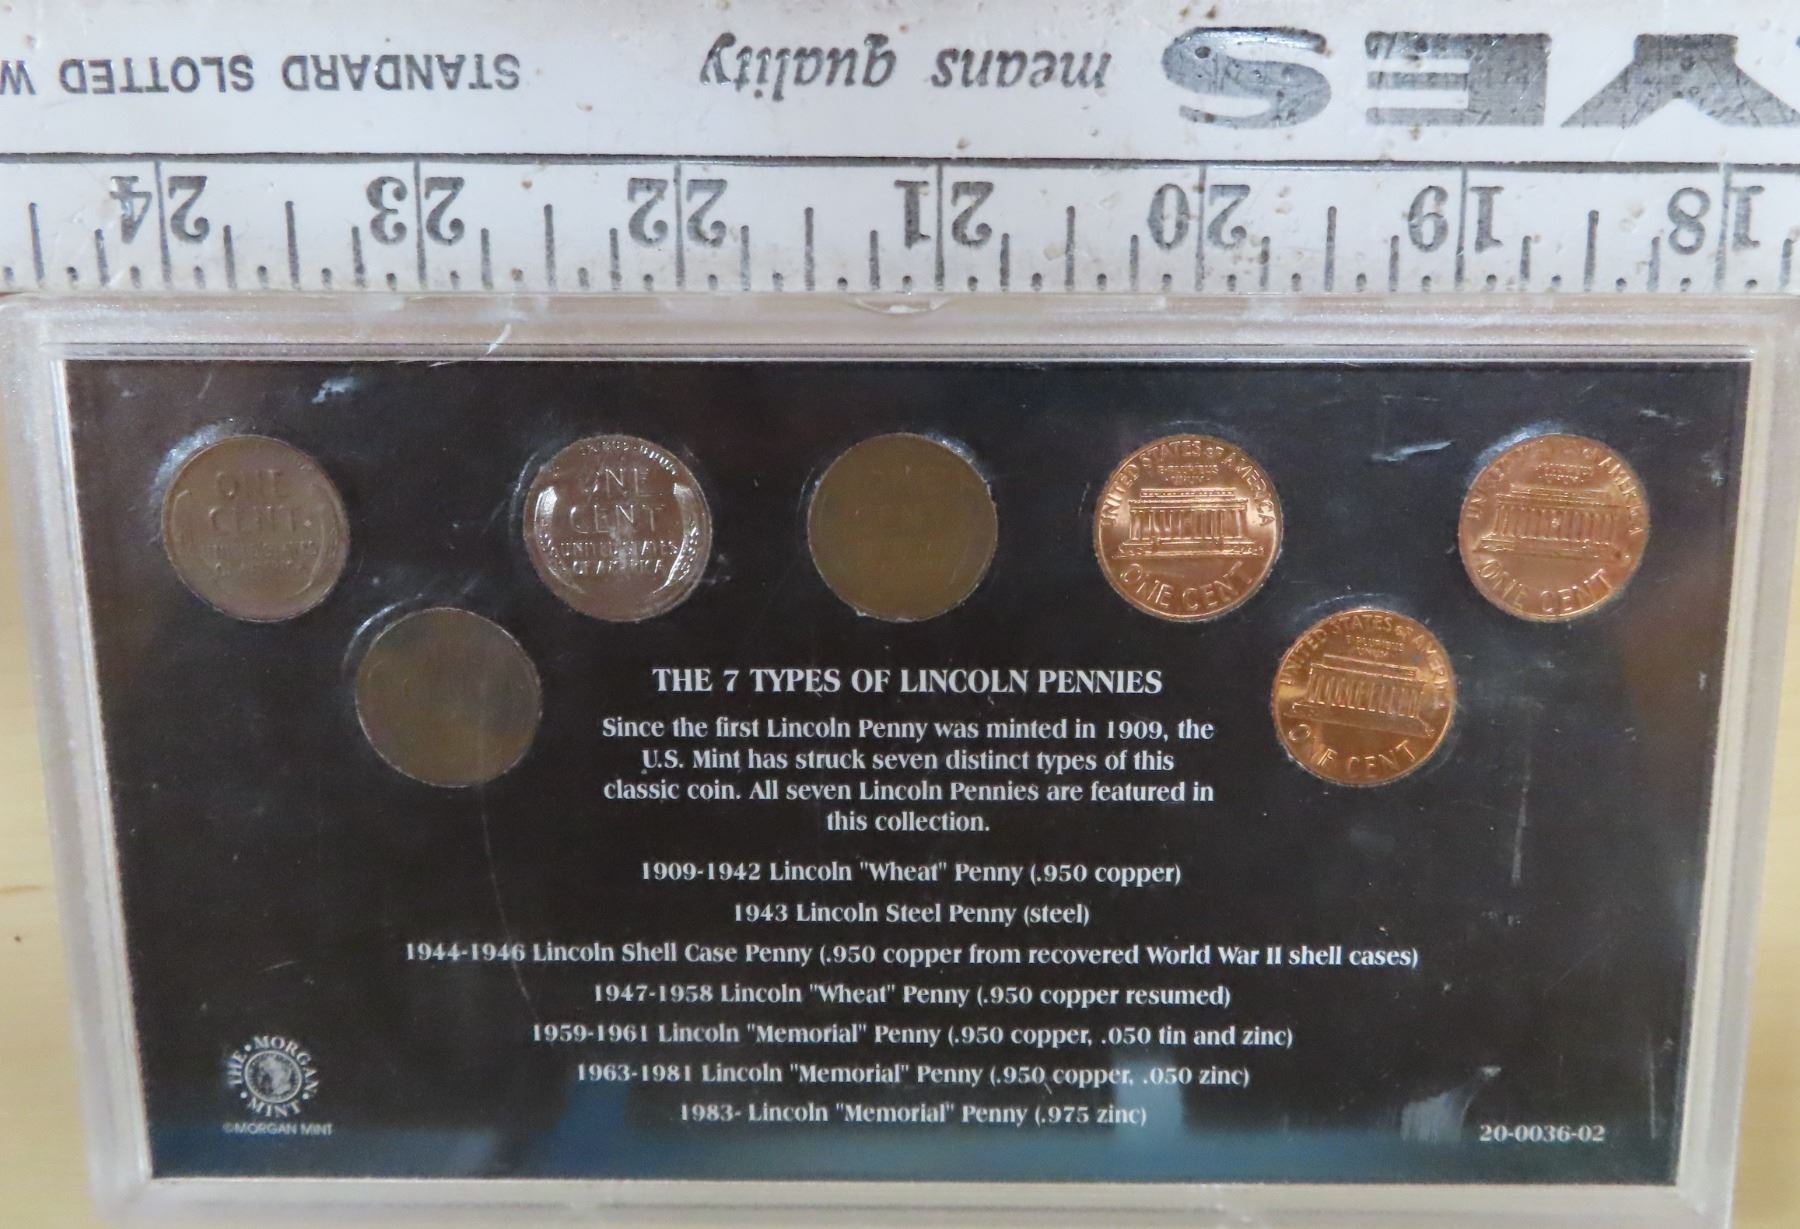 STANDARD SLOTTED W
means quality
YES
24 23 22 21 20 19 18
ONE
CENT
ONE
CENT
UNITED STATES
OF AMERICA
UNITED STATES OF AMERICA
E PLURIBUS
UNUM
ONE CENT
AMERICA
ONE CENT
UNITED STATES OF AMERICA
ONE CENT
THE 7 TYPES OF LINCOLN PENNIES
Since the first Lincoln Penny was minted in 1909, the
U.S. Mint has struck seven distinct types of this
classic coin. All seven Lincoln Pennies are featured in
this collection.
1909-1942 Lincoln "Wheat" Penny (.950 copper)
1943 Lincoln Steel Penny (steel)
1944-1946 Lincoln Shell Case Penny (.950 copper from recovered World War II shell cases)
1947-1958 Lincoln "Wheat" Penny (.950 copper resumed)
1959-1961 Lincoln "Memorial" Penny (.950 copper, .050 tin and zinc)
1963-1981 Lincoln "Memorial" Penny (.950 copper, .050 zinc)
1983- Lincoln "Memorial" Penny (.975 zinc)
THE • MORGAN • MINT •
©MORGAN MINT
20-0036-02